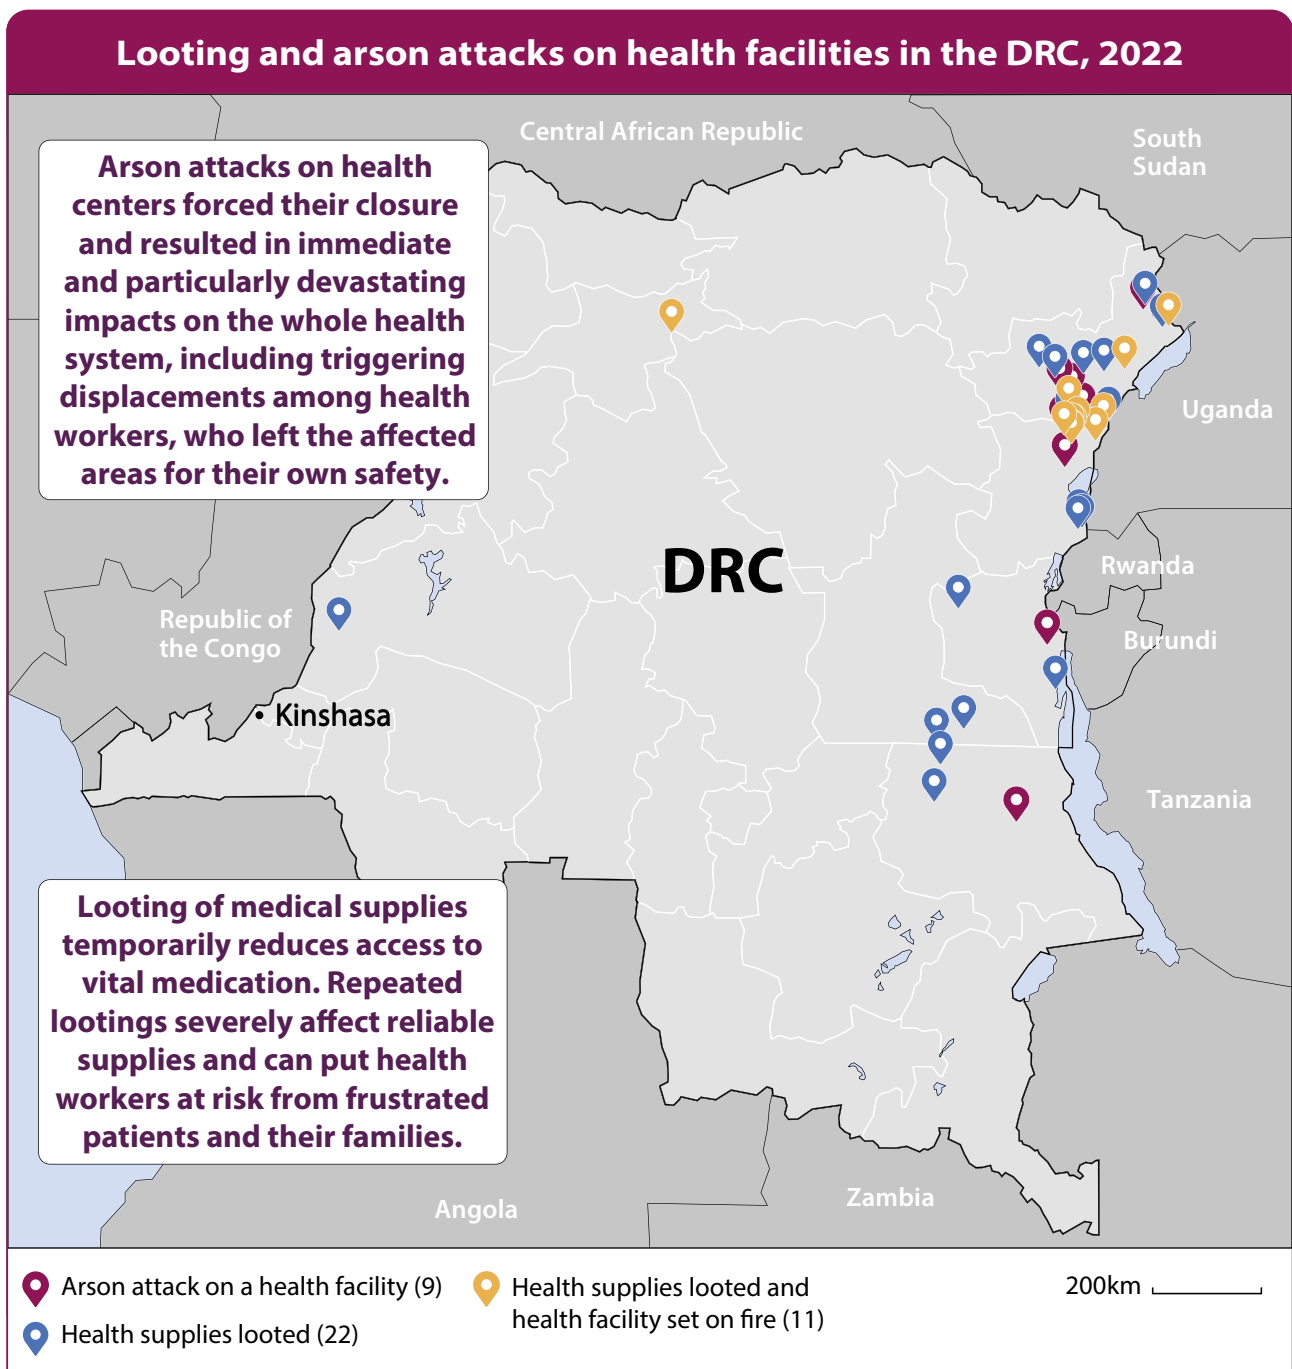 Looting and arson attacks on health facilities in the DRC, 2022
Central African Republic
South
Sudan
Arson attacks on health
centers forced their closure
and resulted in immediate
and particularly devastating
impacts on the whole health
system, including triggering
displacements among health
workers, who left the affected
areas for their own safety.
Uganda
DRC
Rwanda
Republic of
the Congo
Burundi
Kinshasa
Tanzania
Looting of medical supplies
temporarily reduces access to
vital medication. Repeated
lootings severely affect reliable
supplies and can put health
workers at risk from frustrated
patients and their families.
Zambia
Angola
Arson attack on a health facility (9)
Health supplies looted (22)
Health supplies looted and
health facility set on fire (11)
200km